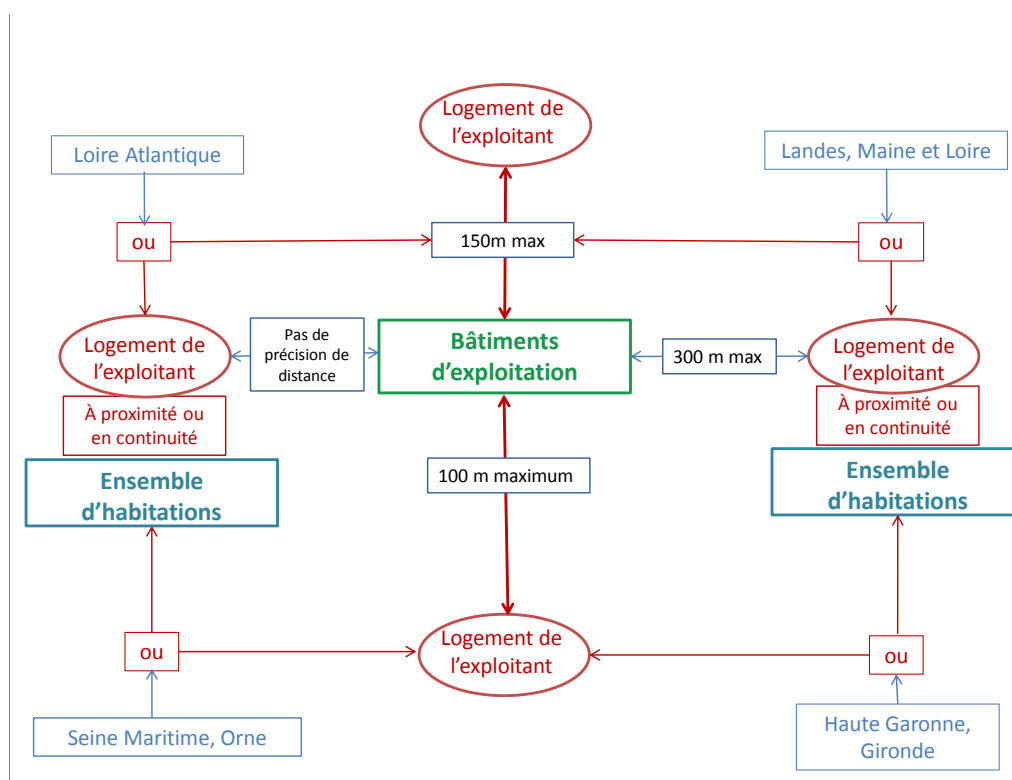 Logement de
l'exploitant
Loire Atlantique
Landes, Maine et Loire
ou
150m max
ou
Logement de
l'exploitant
Pas de
précision de
distance
Bâtiments
d'exploitation
300 m max
Logement de
l'exploitant
À proximité ou
en continuité
À proximité ou
en continuité
Ensemble
d'habitations
100 m maximum
Ensemble
d'habitations
ou
Logement de
l'exploitant
ou
Seine Maritime, Orne
Haute Garonne,
Gironde